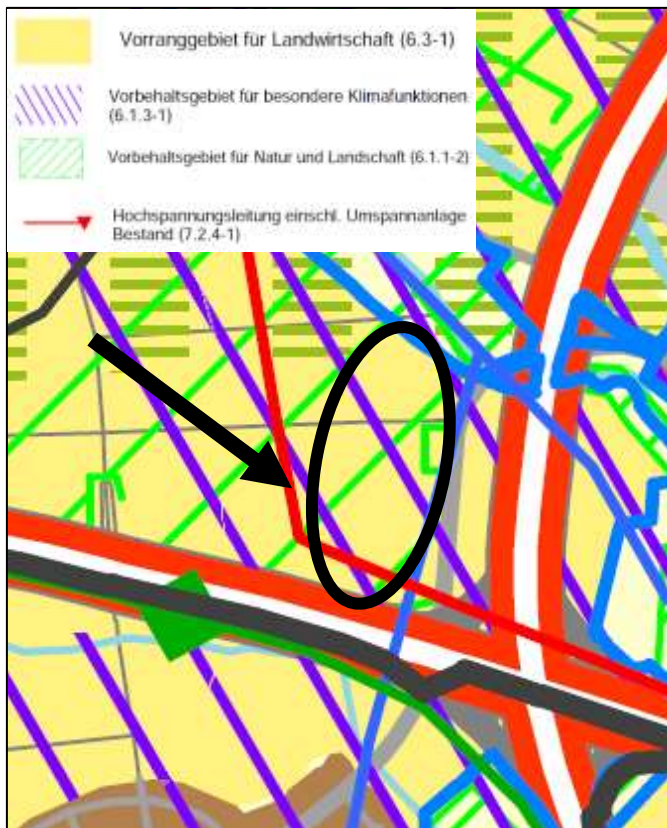 Vorranggebiet für Landwirtschaft (6.3-1)
Vorbehaltsgebiet für besondere Klimafunktionen
(6.1.3-1)
Vorbehaltsgebiet für Natur und Landschaft (6.1.1-2)
Hochspannungsleitung einschl. Umspannanlage
Bestand (7.2.4-1)